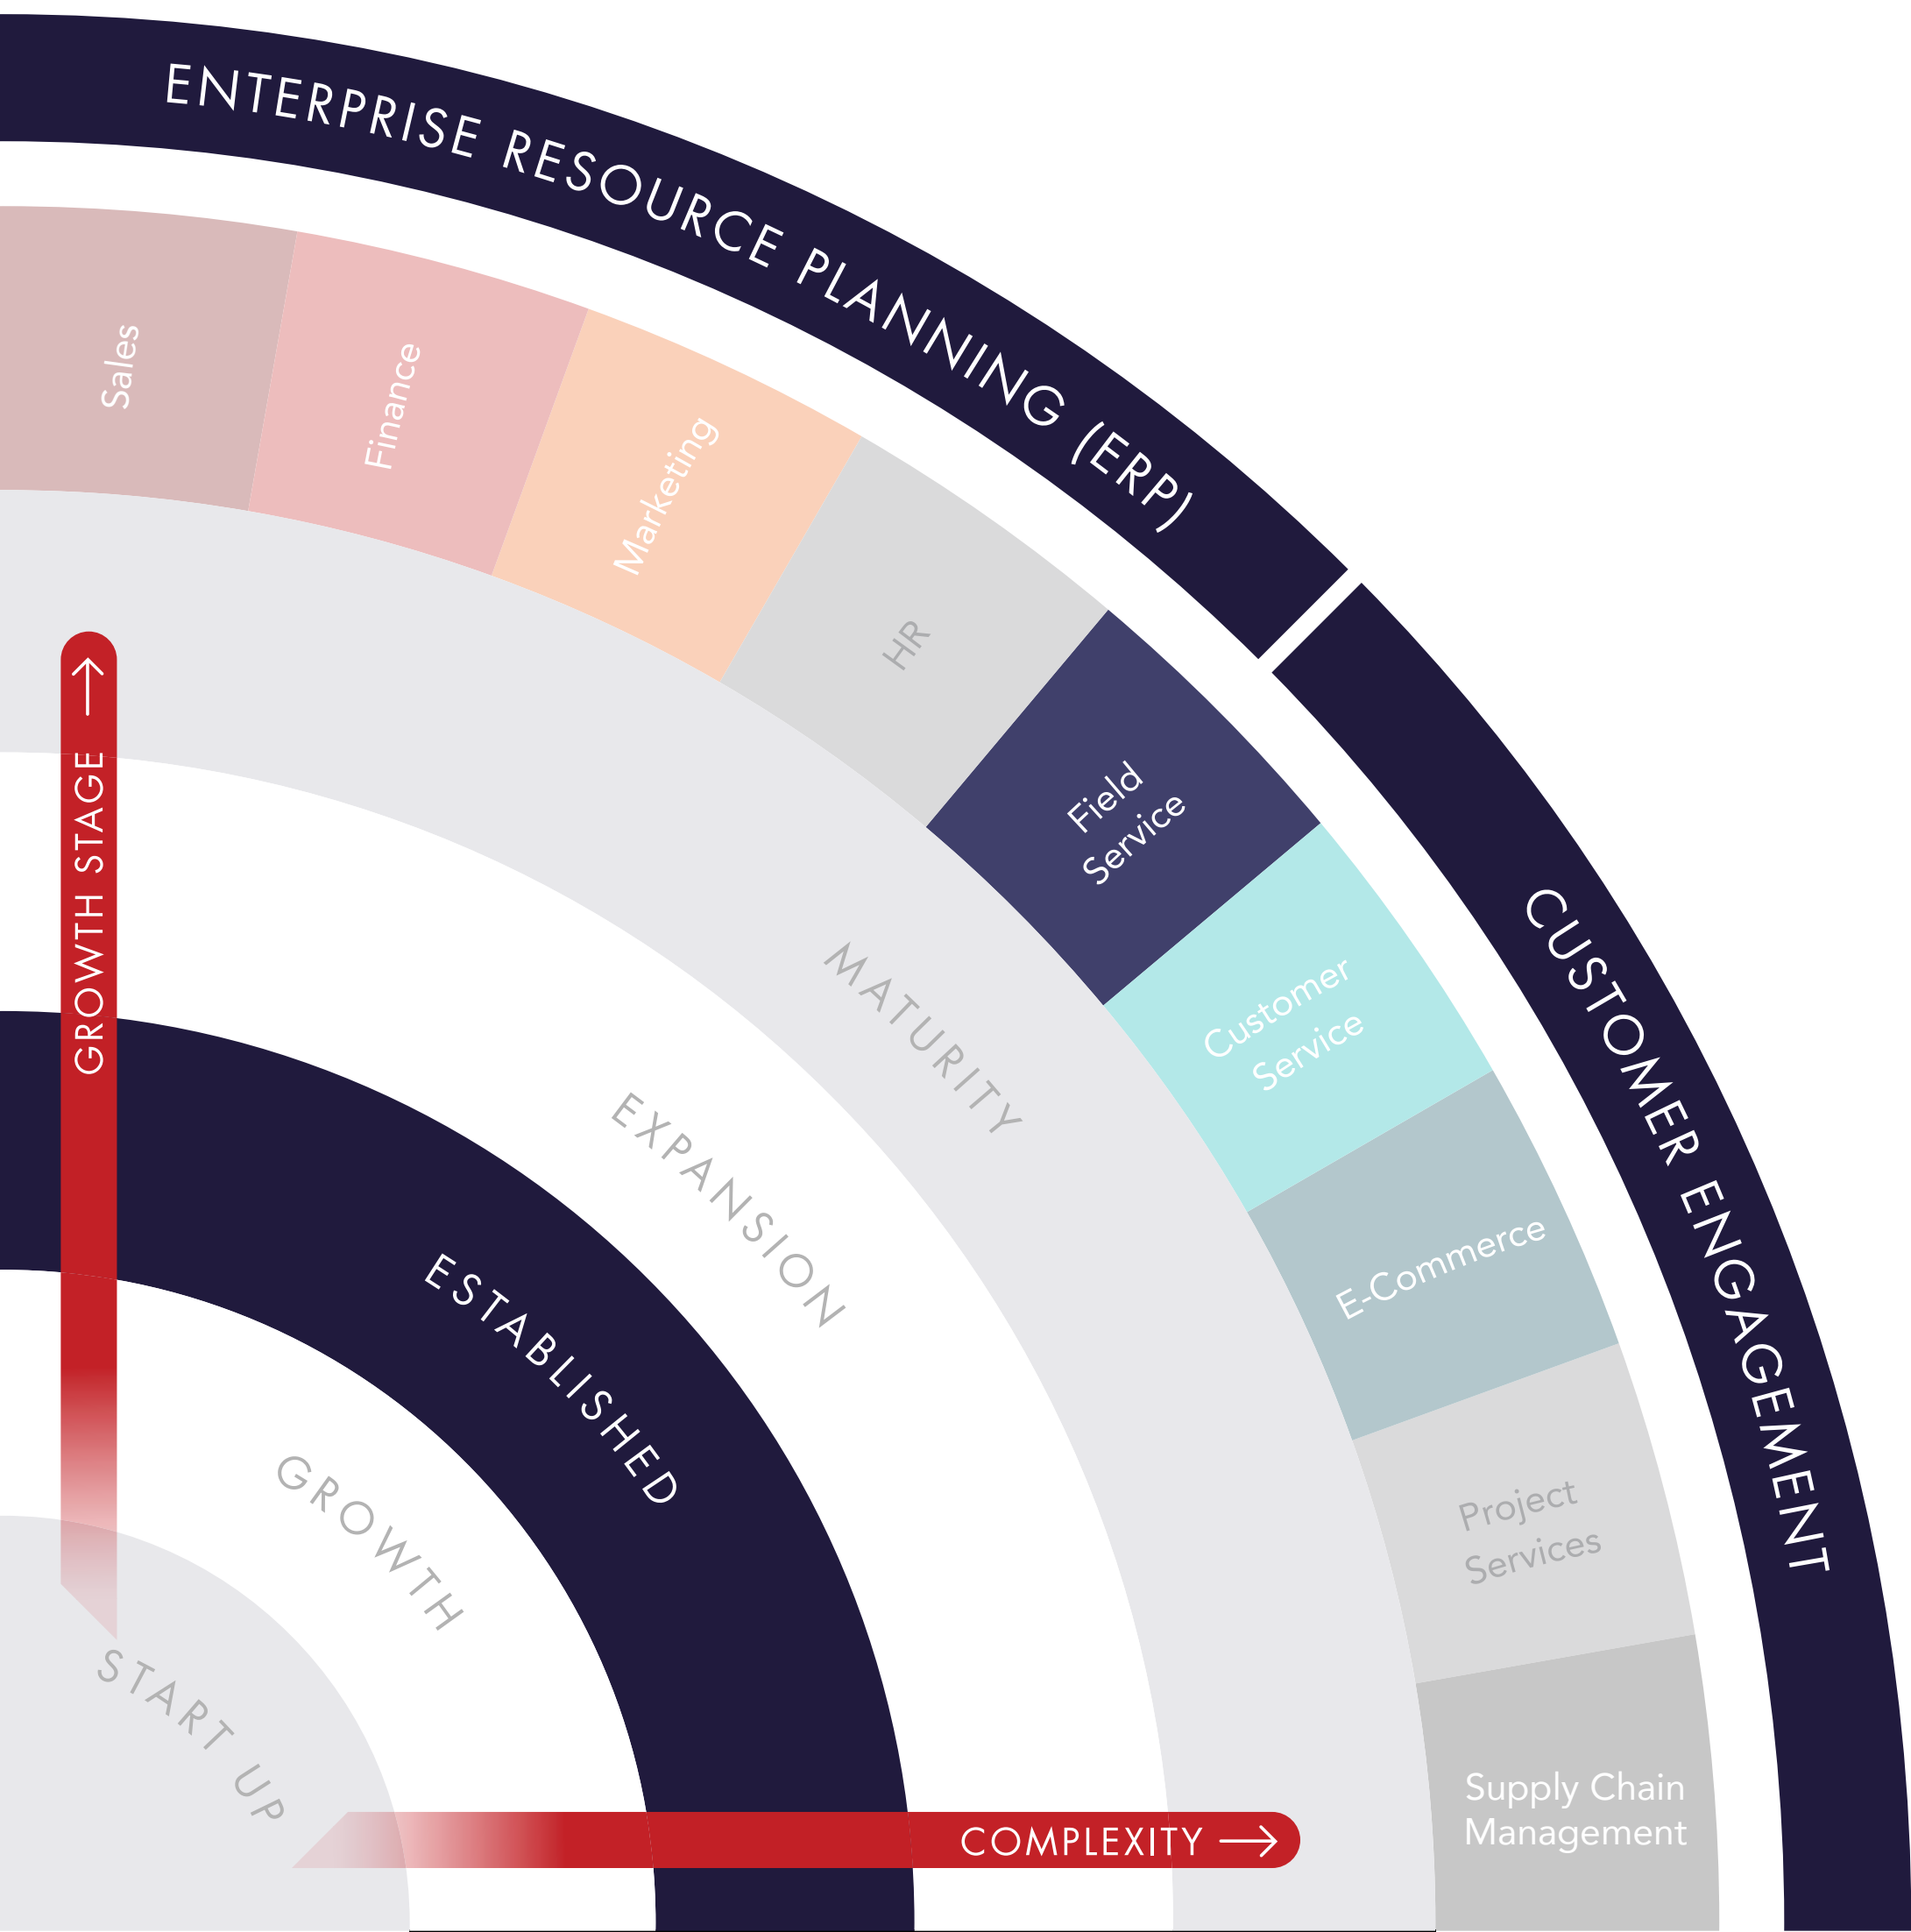 ENTERPRISE RESOURCE PLANNING (ERP)
CUSTOMER ENGAGEMENT
Sales
Finance
Marketing
HR
Field
Service
Customer
Service
E-Commerce
Project
Services
Supply Chain
Management
MATURITY
EXPANSION
ESTABLISHED
GROWTH
START UP
GROWTH STAGE
COMPLEXITY